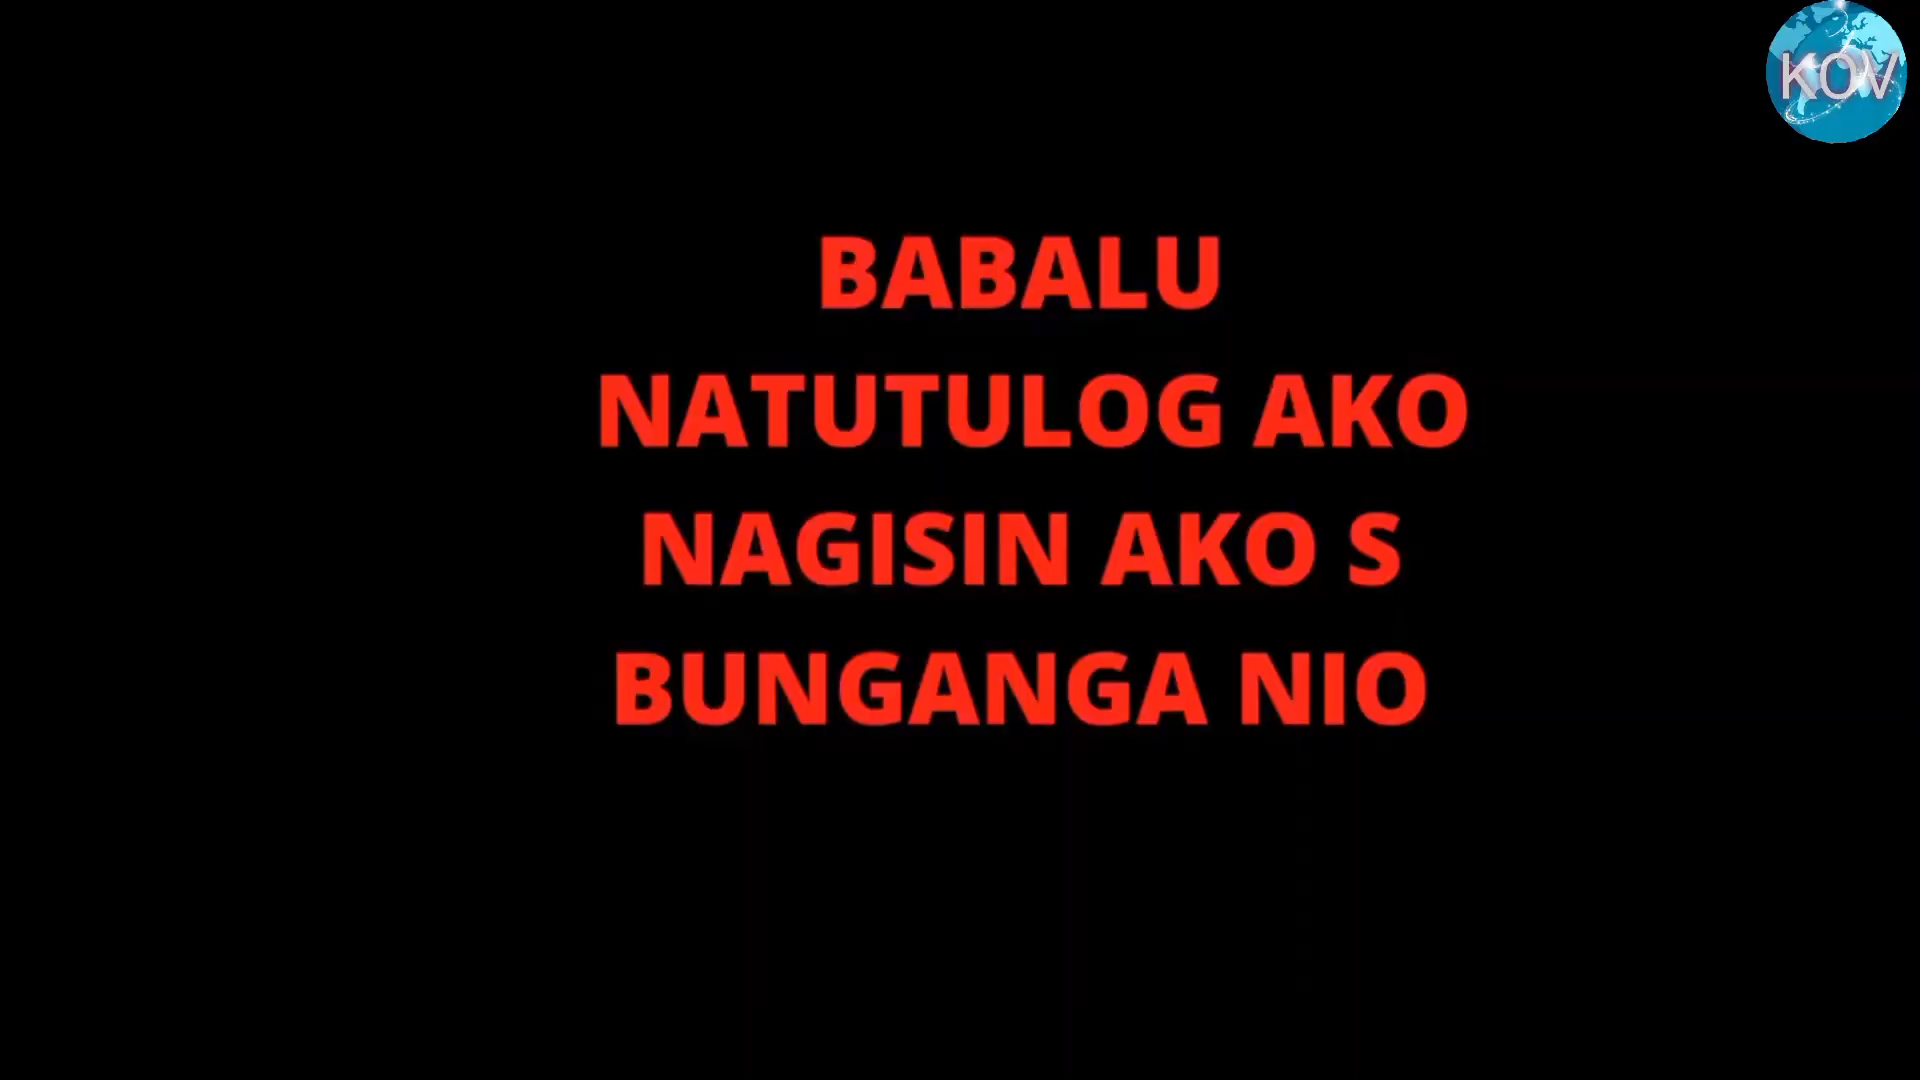 KOV
BABALU
NATUTULOG AKO
NAGISIN AKO S
BUNGANGA NIO